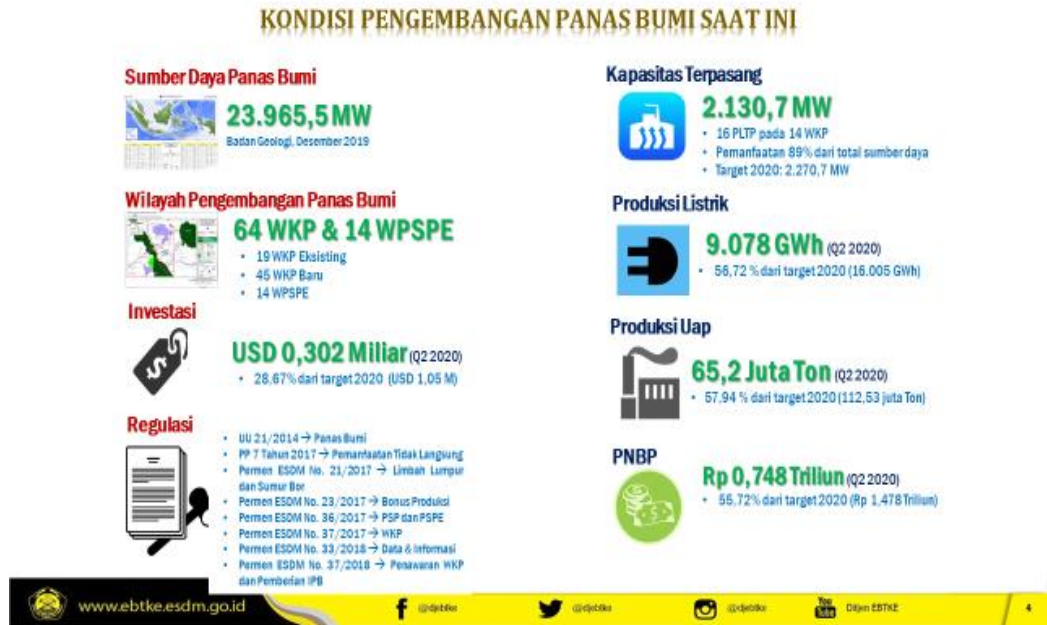 KONDISI PENGEMBANGAN PANAS BUMI SAAT INI
Sumber Daya Panas Bumi
23.965,5 MW
Badan Geologi, Desember 2019
Wilayah Pengembangan Panas Bumi
64 WKP & 14 WPSPE
• 19 WKP Eksisting
• 45 WKP Baru
• 14 WPSPE
Investasi
USD 0,302 Miliar (Q2 2020)
• 28.67% dari target 2020 (USD 1,05 M)
Regulasi
• UU 21/2014 → Panas Bumi
• PP 7 Tahun 2017 → Pemanfaatan Tidak Langsung
• Permen ESDM No. 21/2017 → Limbah Lumpur
dan Sumur Bor
• Permen ESDM No. 23/2017 → Bonus Produksi
• Permen ESDM No. 36/2017 → PSP dan PSPE
• Permen ESDM No. 37/2017 → WKP
• Permen ESDM No. 33/2018 → Data & Informasi
• Permen ESDM No. 37/2018 → Penawaran WKP
dan Pemberian IPB
Kapasitas Terpasang
2.130,7 MW
• 16 PLTP pada 14 WKP
• Pemanfaatan 89% dari total sumber daya
• Target 2020: 2.270,7 MW
Produksi Listrik
9.078 GWh (Q2 2020)
• 56,72 % dari target 2020 (16.005 GWh)
Produksi Uap
65,2 Juta Ton (Q2 2020)
• 57,94 % dari target 2020 (112,53 juta Ton)
PNBP
Rp 0,748 Triliun (Q2 2020)
• 55.72% dari target 2020 (Rp 1,478 Triliun)
www.ebtke.esdm.go.id
@djebtke
@djebtke
@djebtke
You Tube
Ditjen EBTKE
4